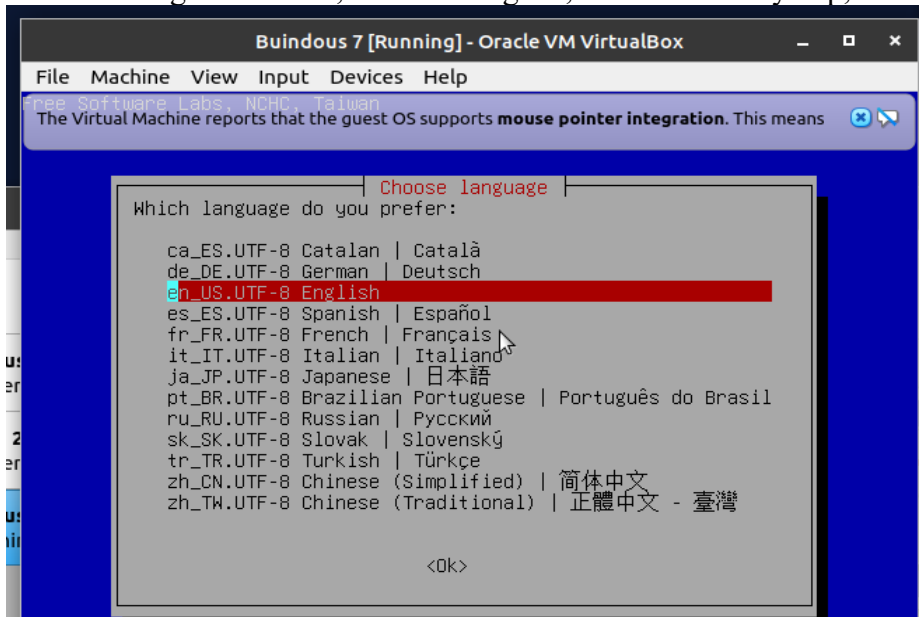 Buindous 7 [Running] - Oracle VM VirtualBox
File Machine View Input Devices Help
Free Software Labs, NCHC, Taiwan
The Virtual Machine reports that the guest OS supports mouse pointer integration. This means
Choose language
Which language do you prefer:
ca_ES.UTF-8 Catalan | Català
de_DE.UTF-8 German | Deutsch
en_US.UTF-8 English
es_ES.UTF-8 Spanish | Español
fr_FR.UTF-8 French | Français
it_IT.UTF-8 Italian | Italiano
ja_JP.UTF-8 Japanese | 日本語
pt_BR.UTF-8 Brazilian Portuguese | Português do Brasil
ru_RU.UTF-8 Russian | Русский
sk_SK.UTF-8 Slovak | Slovenský
tr_TR.UTF-8 Turkish | Türkçe
zh_CN.UTF-8 Chinese (Simplified) | 简体中文
zh_TW.UTF-8 Chinese (Traditional) | 正體中文 - 臺灣
<Ok>